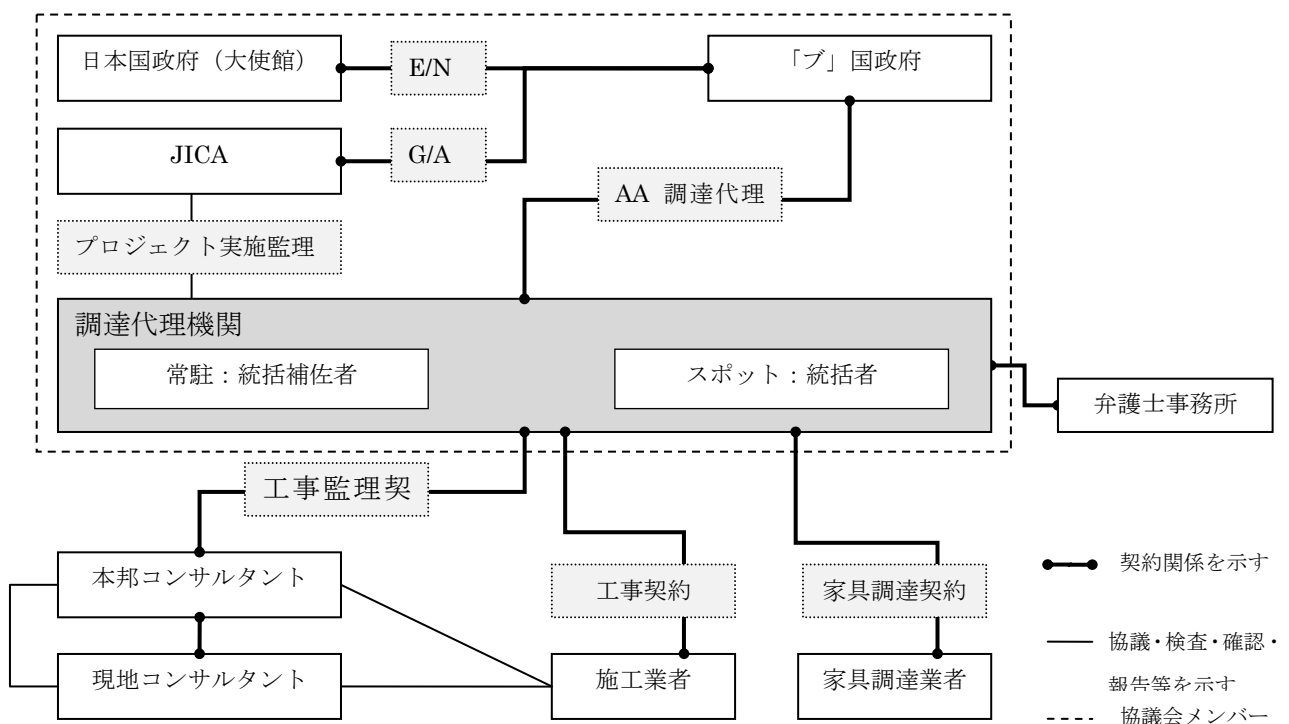 日本国政府（大使館）
E/N
「ブ」国政府
JICA
G/A
AA 調達代理
プロジェクト実施監理
調達代理機関
常駐：統括補佐者
スポット：統括者
弁護士事務所
工事監理契
本邦コンサルタント
工事契約
家具調達契約
契約関係を示す
現地コンサルタント
施工業者
家具調達業者
協議・検査・確認・
報告等を示す
協議会メンバー